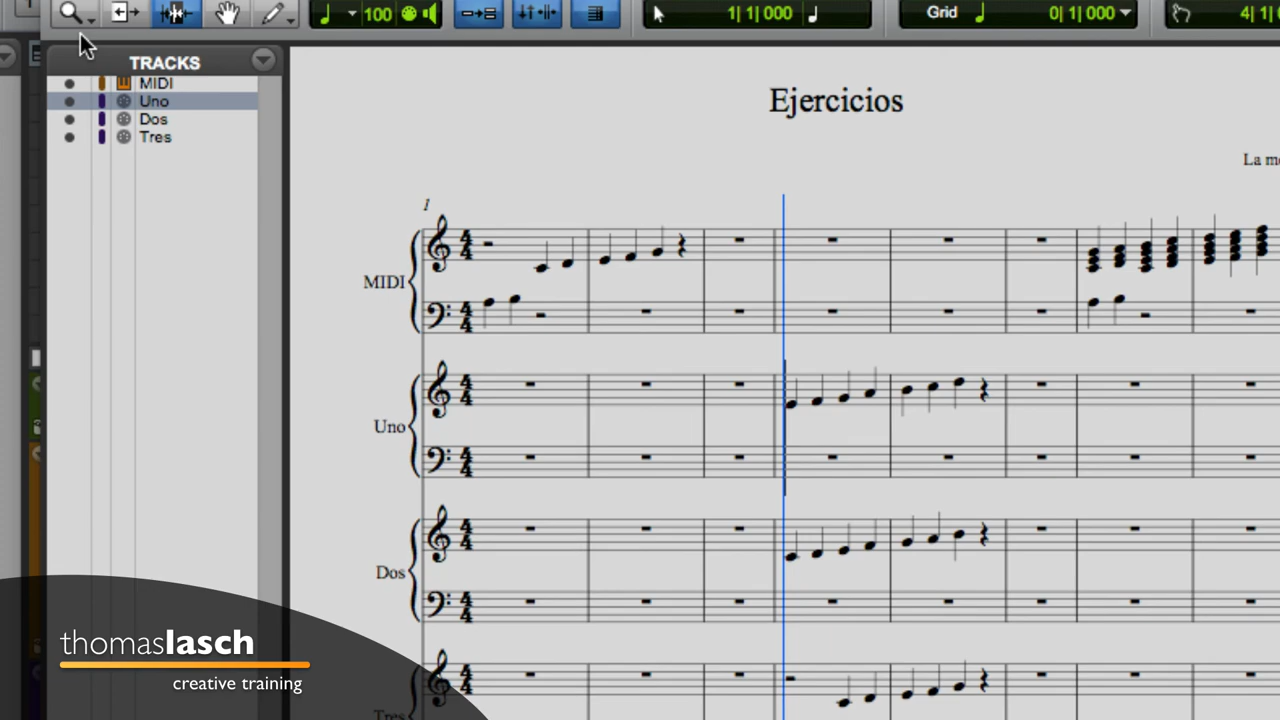 100
1| 1| 000
Grid
0| 1| 000
TRACKS
MIDI
Uno
Dos
Tres
Ejercicios
La
1
MIDI
Uno
Dos
Tres
thomaslasch
creative training